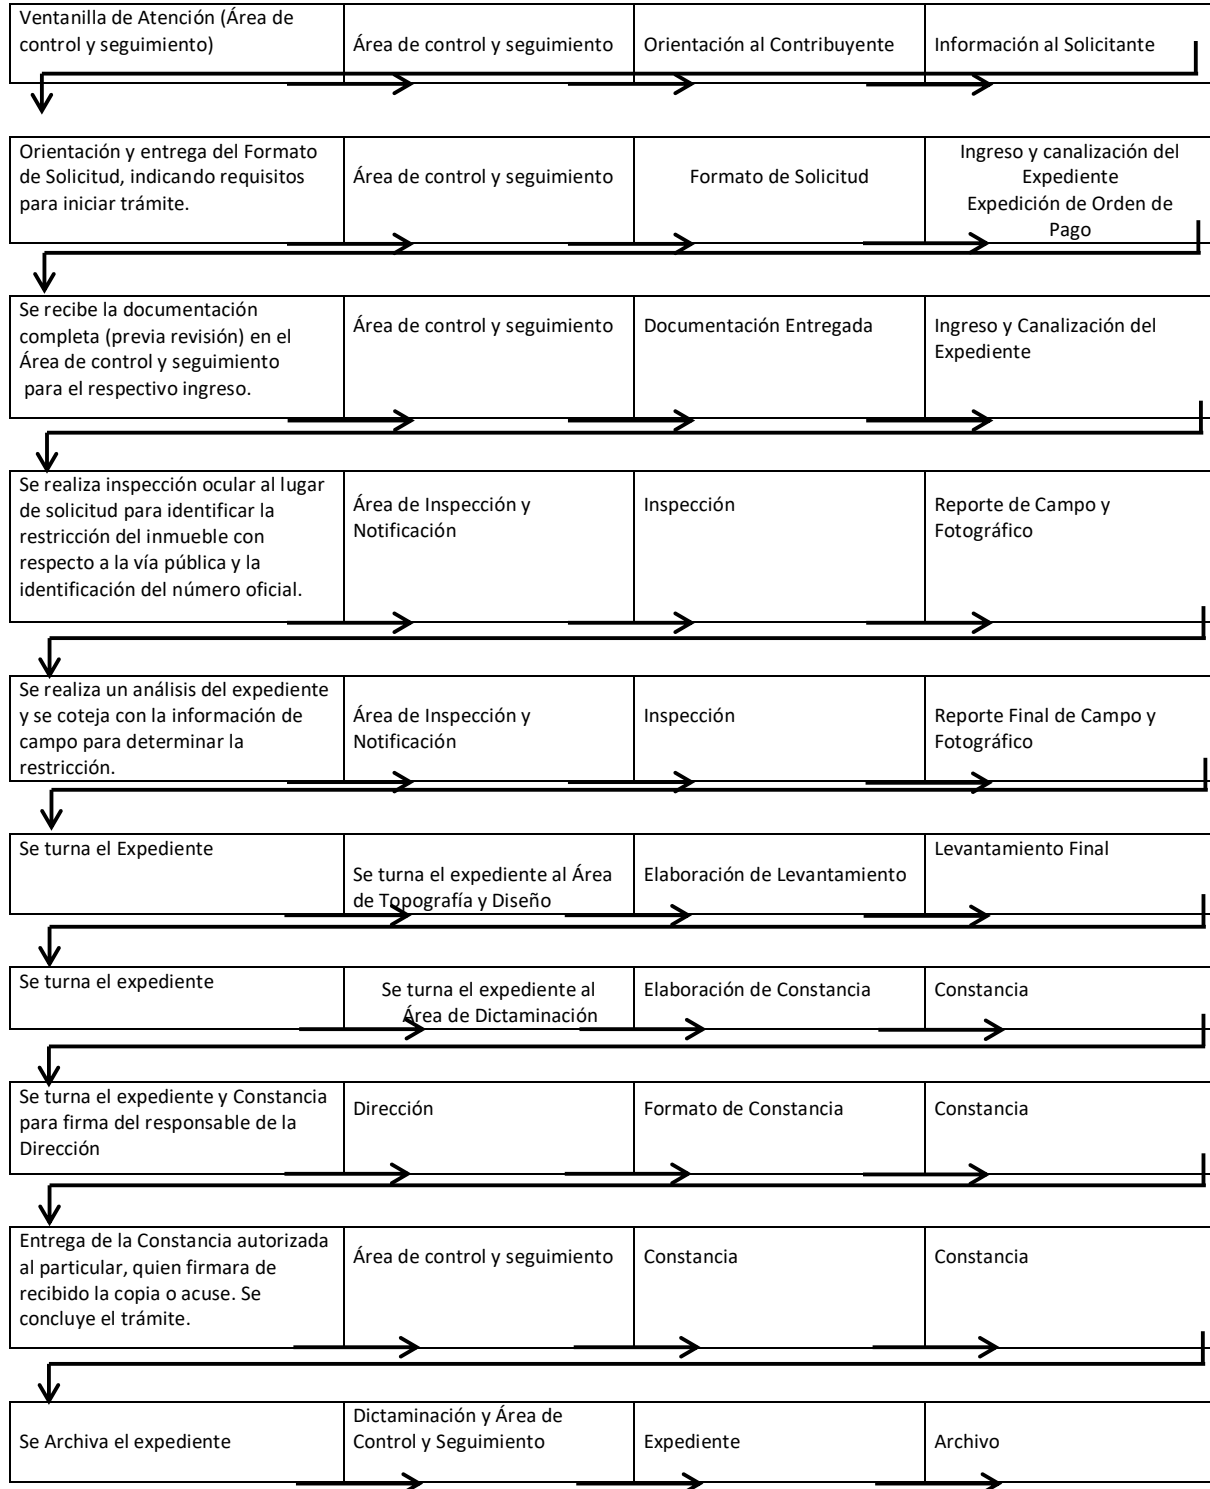 Ventanilla de Atención (Área de
control y seguimiento)
Área de control y seguimiento
Orientación al Contribuyente
Información al Solicitante
Orientación y entrega del Formato
de Solicitud, indicando requisitos
para iniciar trámite.
Área de control y seguimiento
Formato de Solicitud
Ingreso y canalización del
Expediente
Expedición de Orden de
Pago
Se recibe la documentación
completa (previa revisión) en el
Área de control y seguimiento
para el respectivo ingreso.
Área de control y seguimiento
Documentación Entregada
Ingreso y Canalización del
Expediente
Se realiza inspección ocular al lugar
de solicitud para identificar la
restricción del inmueble con
respecto a la vía pública y la
identificación del número oficial.
Área de Inspección y
Notificación
Inspección
Reporte de Campo y
Fotográfico
Se realiza un análisis del expediente
y se coteja con la información de
campo para determinar la
restricción.
Área de Inspección y
Notificación
Inspección
Reporte Final de Campo y
Fotográfico
Se turna el Expediente
Se turna el expediente al Área
de Topografía y Diseño
Elaboración de Levantamiento
Levantamiento Final
Se turna el expediente
Se turna el expediente al
Área de Dictaminación
Elaboración de Constancia
Constancia
Se turna el expediente y Constancia
para firma del responsable de la
Dirección
Dirección
Formato de Constancia
Constancia
Entrega de la Constancia autorizada
al particular, quien firmara de
recibido la copia o acuse. Se
concluye el trámite.
Área de control y seguimiento
Constancia
Constancia
Se Archiva el expediente
Dictaminación y Área de
Control y Seguimiento
Expediente
Archivo